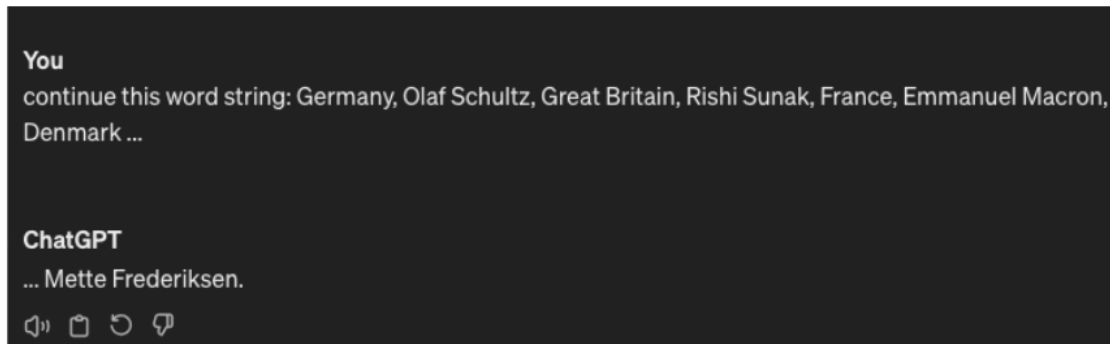 You
continue this word string: Germany, Olaf Schultz, Great Britain, Rishi Sunak, France, Emmanuel Macron,
Denmark ...
ChatGPT
... Mette Frederiksen.